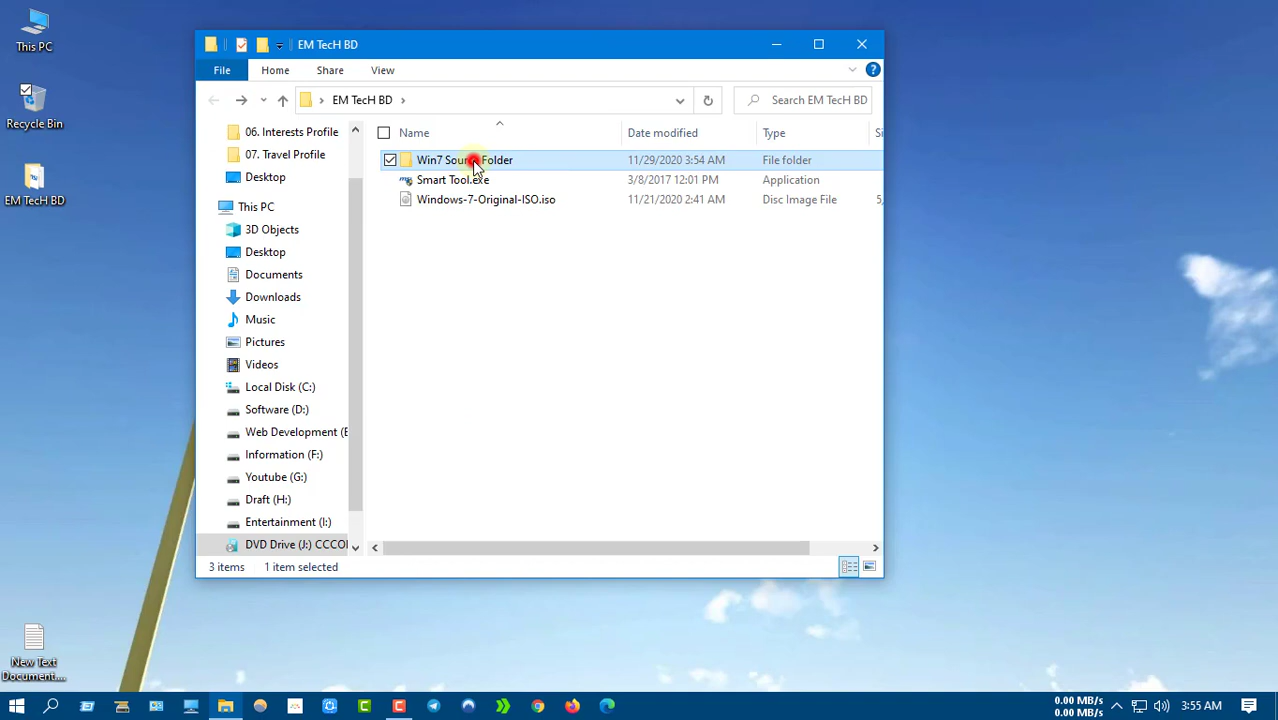 This PC
Recycle Bin
EM TecH BD
New Text
Document....
EM TecH BD
File
Home
Share
View
EM TecH BD
Search EM TecH BD
06. Interests Profile
07. Travel Profile
Desktop
This PC
3D Objects
Desktop
Documents
Downloads
Music
Pictures
Videos
Local Disk (C:)
Software (D:)
Web Development (E
Information (F:)
Youtube (G:)
Draft (H:)
Entertainment (I:)
DVD Drive (J:) CCCO
Name
Date modified
Type
Si
Win7 Source Folder
11/29/2020 3:54 AM
File folder
Smart Tool.exe
3/8/2017 12:01 PM
Application
Windows-7-Original-ISO.iso
11/21/2020 2:41 AM
Disc Image File
5,
3 items
1 item selected
0.00 MB/s
0.00 MB/s
3:55 AM